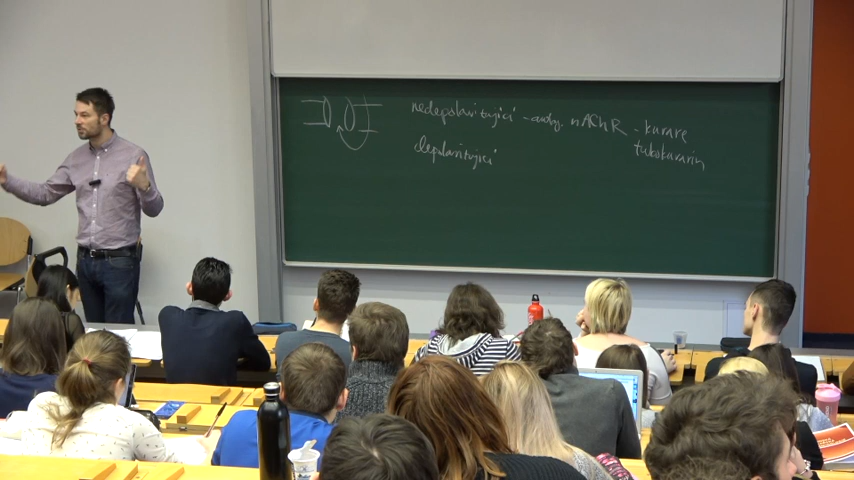 nedepolarizující - antag. nAChR - kurare
tubokurarin
depolarizující